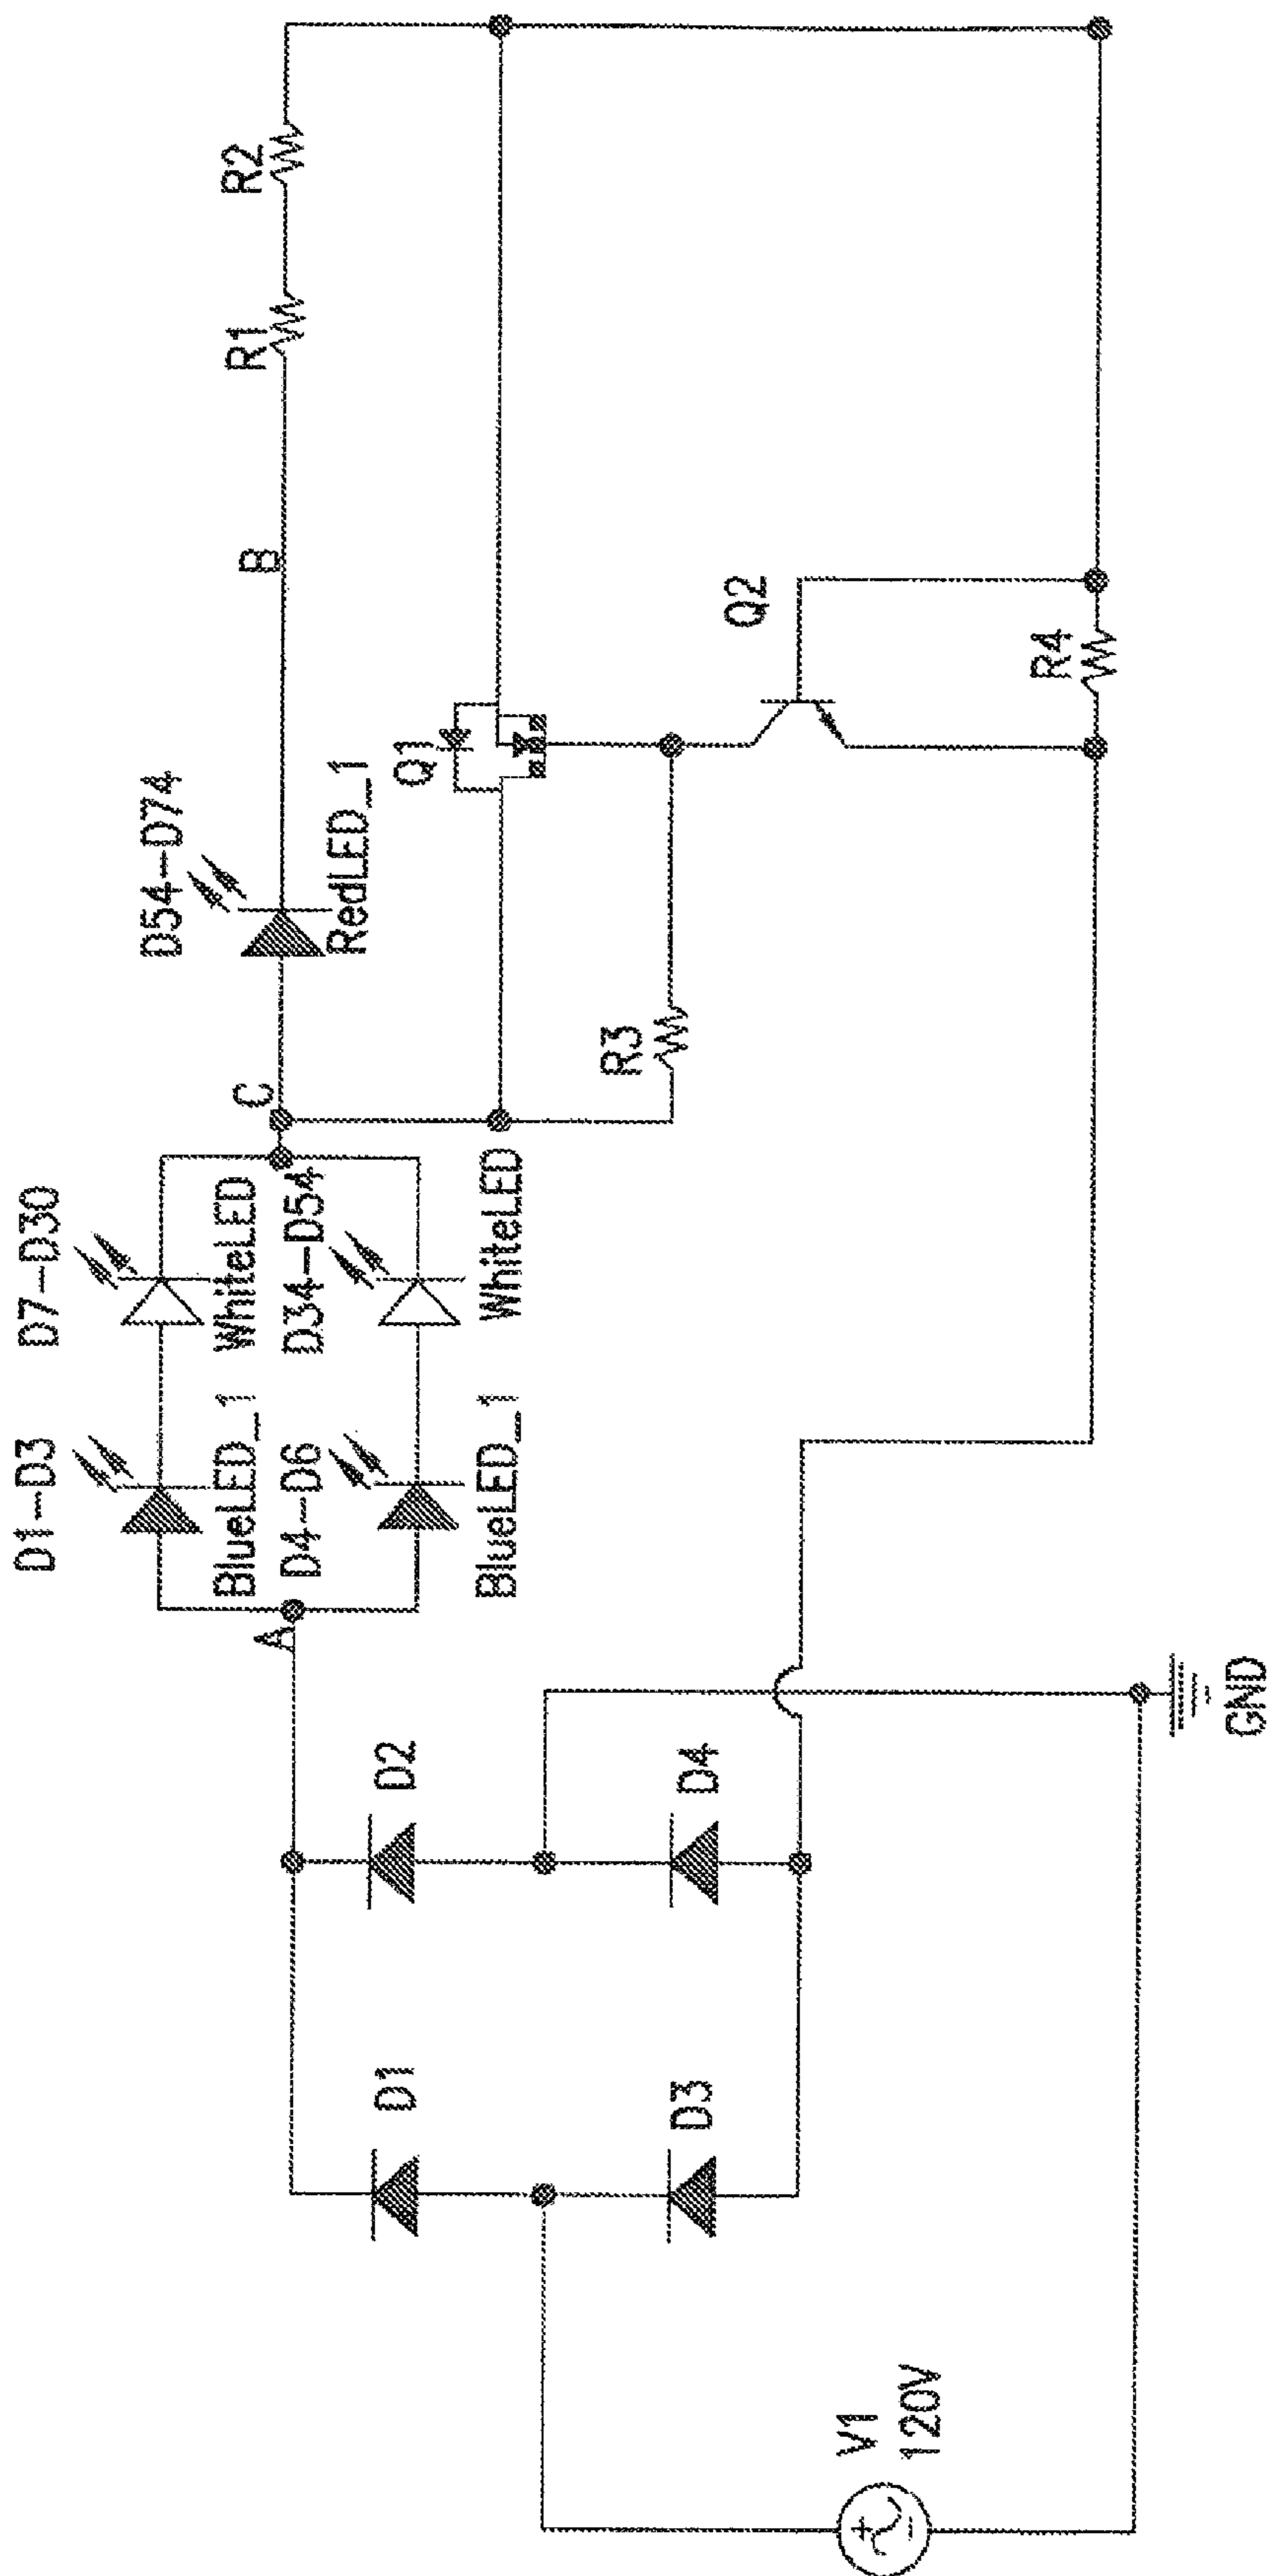 D1-D3
D7-D30
BlueLED_1
WhiteLED
D4-D6
D34-D54
BlueLED_1
WhiteLED
A
C
D54-D74
RedLED_1
B
R1
R2
Q1
R3
Q2
R4
D1
D2
D3
D4
V1
120V
GND